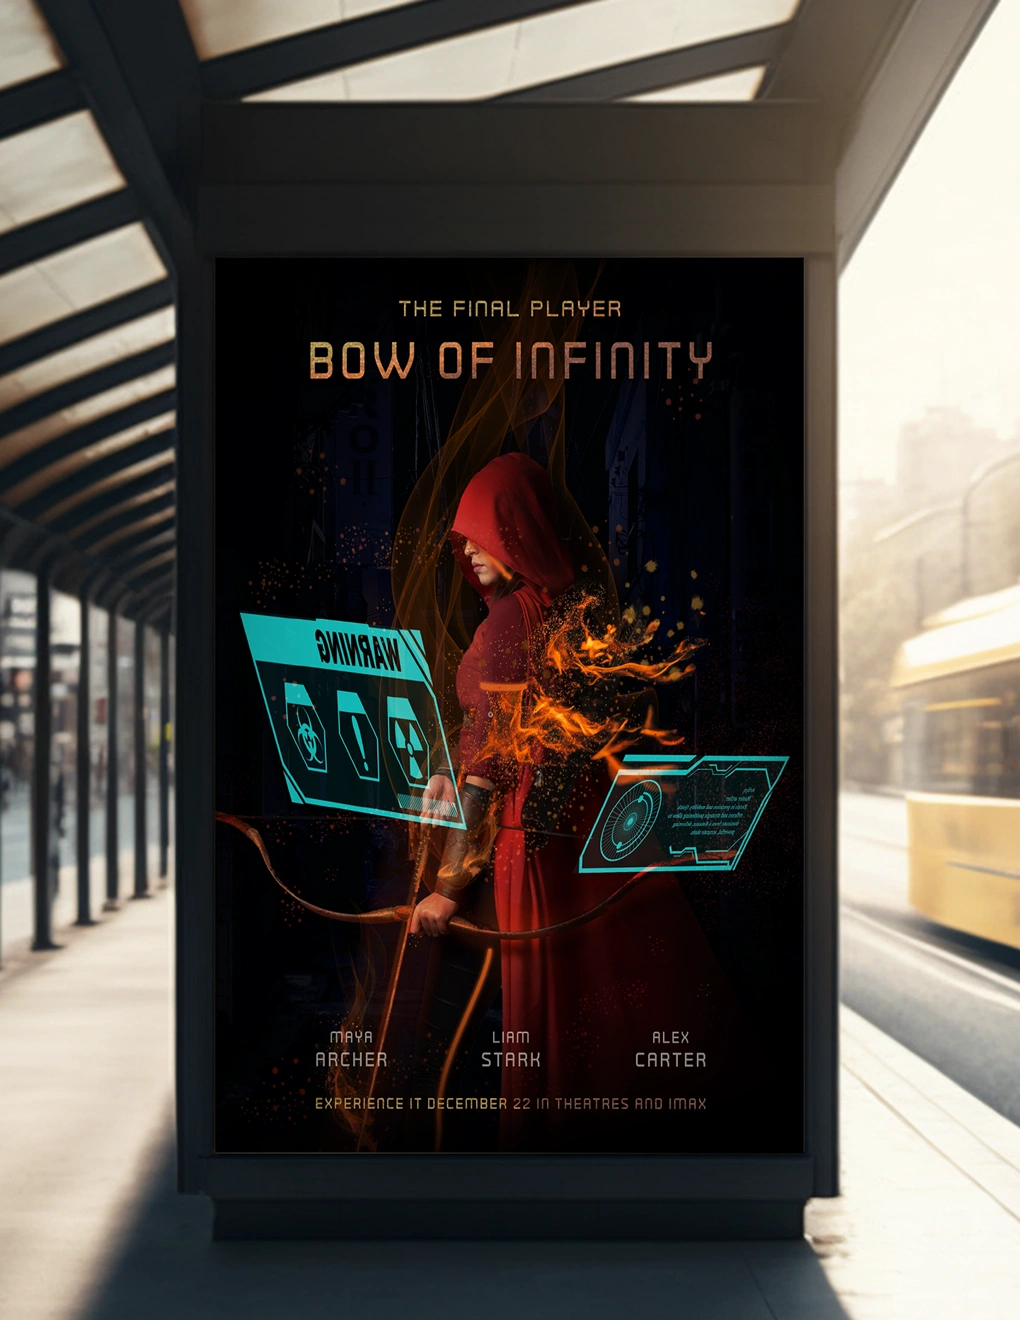 THE FINAL PLAYER
BOW OF INFINITY
WARNING
MAYA
ARCHER
LIAM
STARK
ALEX
CARTER
EXPERIENCE IT DECEMBER 22 IN THEATRES AND IMAX